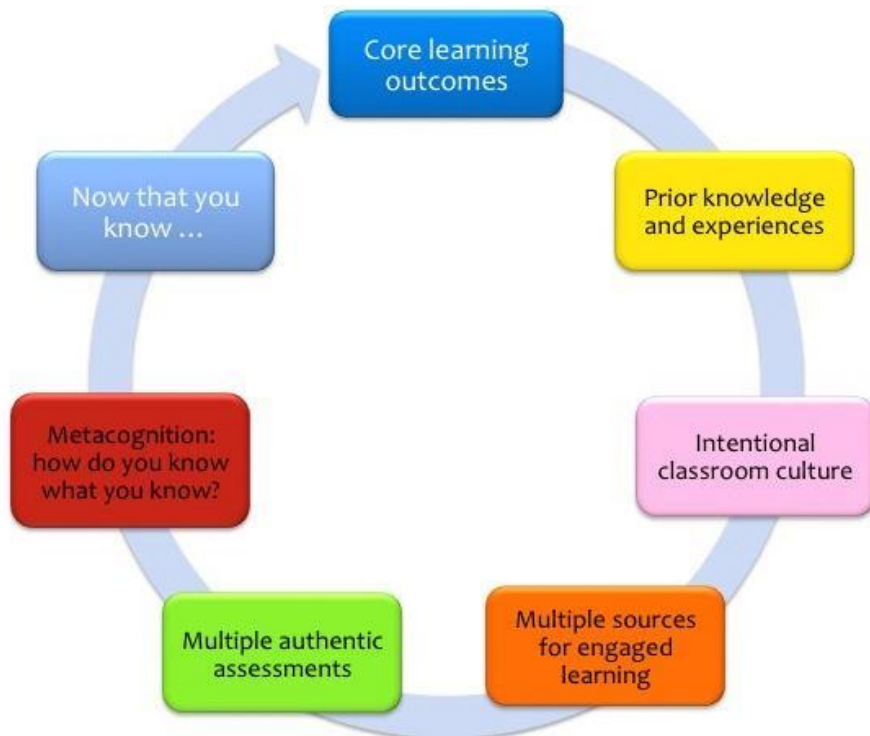 Core learning
outcomes
Prior knowledge
and experiences
Intentional
classroom culture
Multiple sources
for engaged
learning
Multiple authentic
assessments
Metacognition:
how do you know
what you know?
Now that you
know …